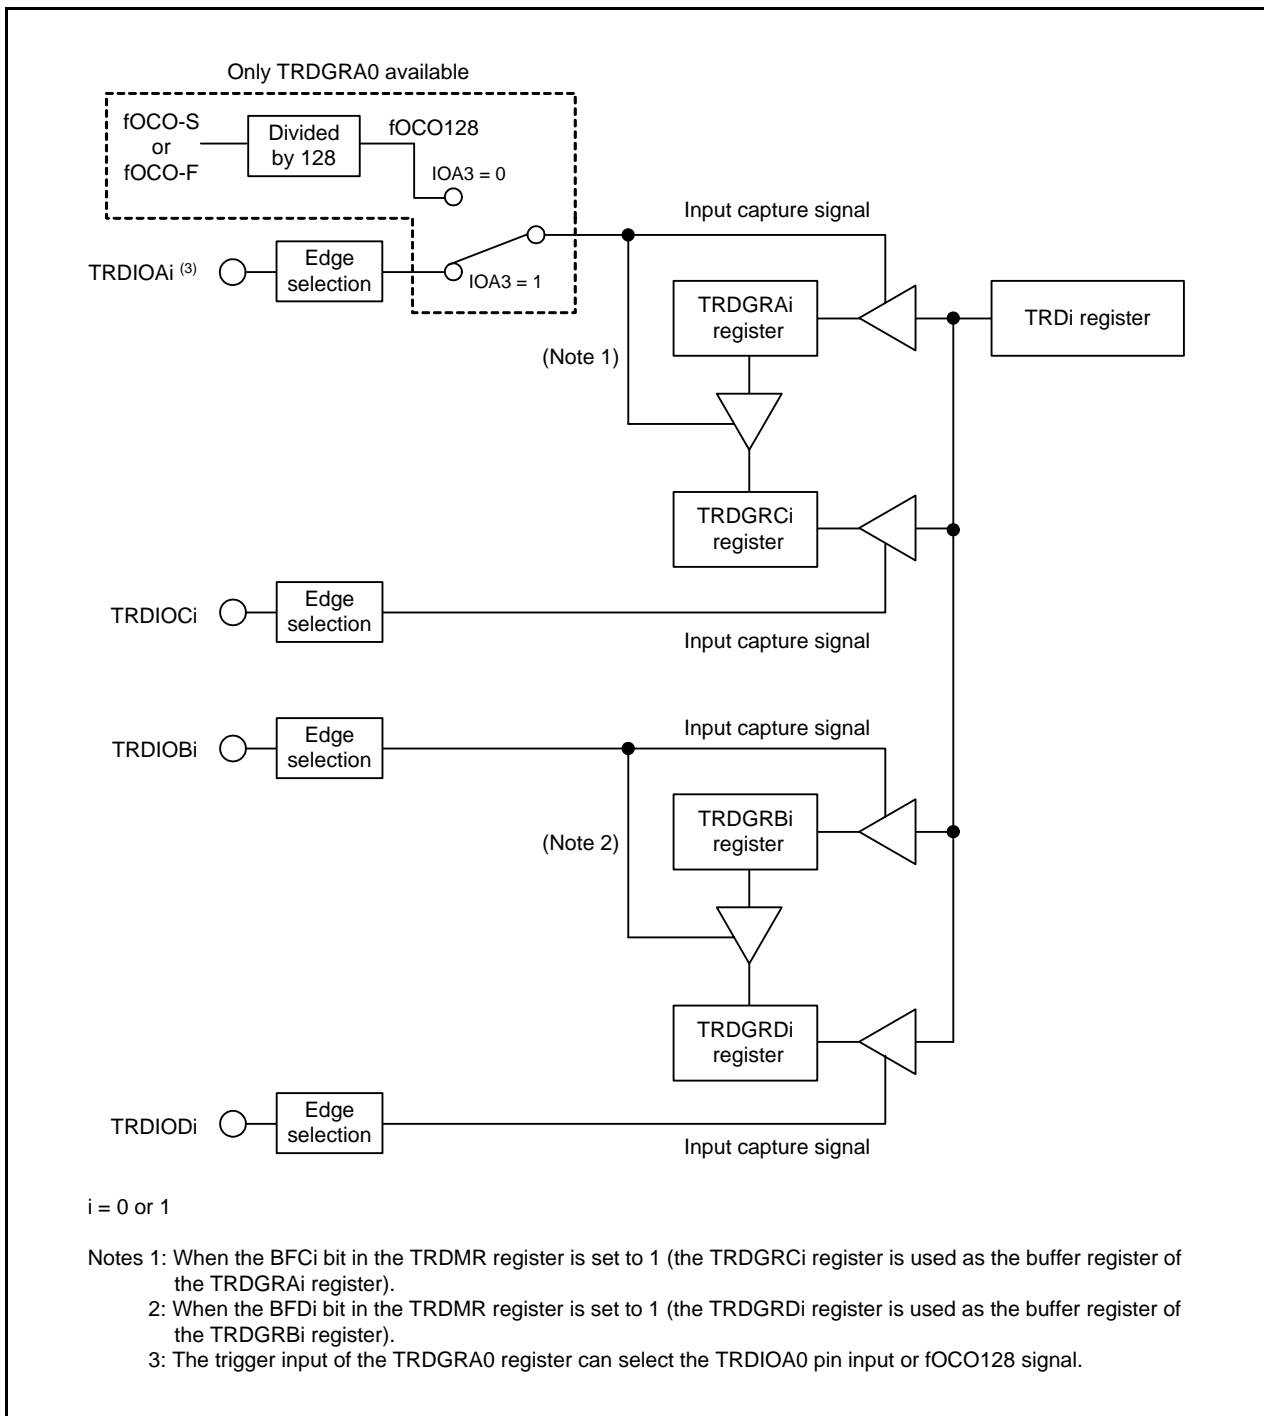 Only TRDGRA0 available
fOCO-S
or
fOCO-F
Divided
by 128
fOCO128
IOA3 = 0
Input capture signal
TRDIOAi (3)
Edge
selection
IOA3 = 1
TRDGRAi
register
TRDi register
(Note 1)
TRDGRCi
register
TRDIOCi
Edge
selection
Input capture signal
TRDIOBi
Edge
selection
Input capture signal
TRDGRBi
register
(Note 2)
TRDGRDi
register
TRDIODi
Edge
selection
Input capture signal
i = 0 or 1
Notes 1: When the BFCi bit in the TRDMR register is set to 1 (the TRDGRCi register is used as the buffer register of
the TRDGRAi register).
2: When the BFDi bit in the TRDMR register is set to 1 (the TRDGRDi register is used as the buffer register of
the TRDGRBi register).
3: The trigger input of the TRDGRA0 register can select the TRDIOA0 pin input or fOCO128 signal.